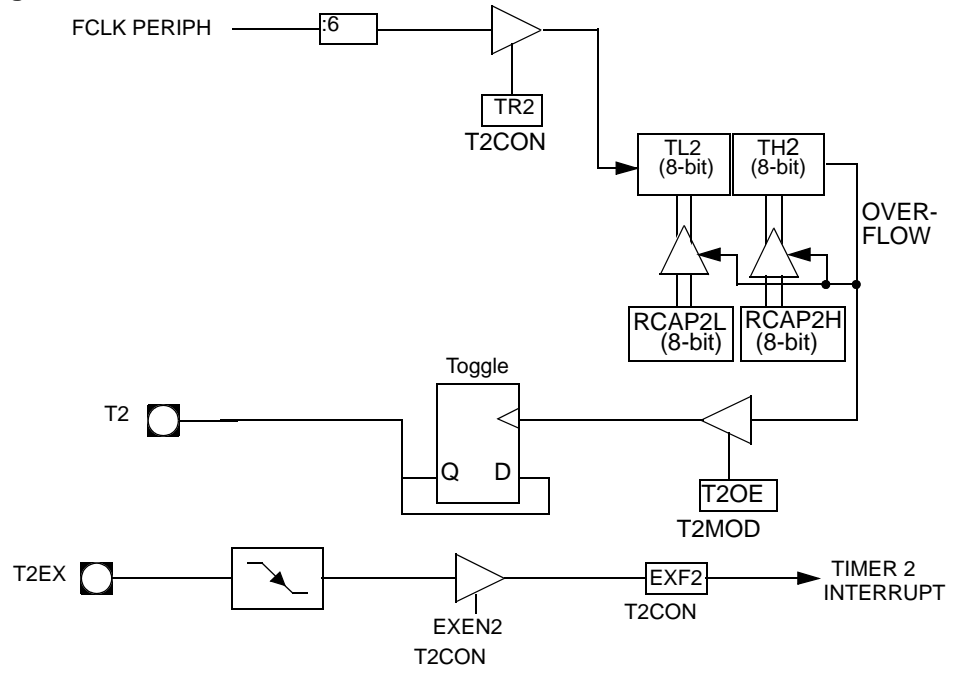 FCLK PERIPH
:6
TR2
T2CON
TL2
(8-bit)
TH2
(8-bit)
OVER-
FLOW
RCAP2L
(8-bit)
RCAP2H
(8-bit)
Toggle
T2
Q
D
T2OE
T2MOD
T2EX
EXEN2
T2CON
EXF2
T2CON
TIMER 2
INTERRUPT